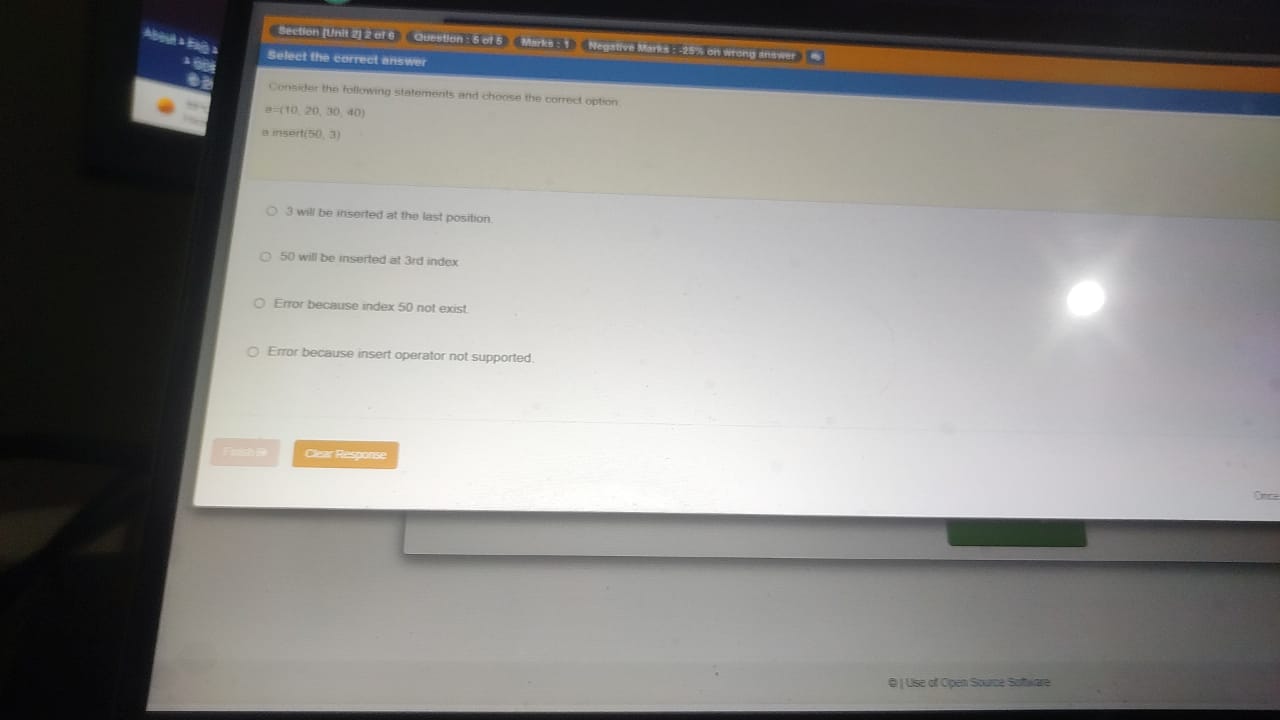 About FAQ
Section [Unit 2] 2 of 6 Question : 5 of 5 Marks : 1 Negative Marks : -25% on wrong answer
Select the correct answer
Consider the following statements and choose the correct option
a=(10, 20, 30, 40)
a.insert(50, 3)
3 will be inserted at the last position.
50 will be inserted at 3rd index
Error because index 50 not exist.
Error because insert operator not supported.
Finish Clear Response
Once
© | Use of Open Source Software